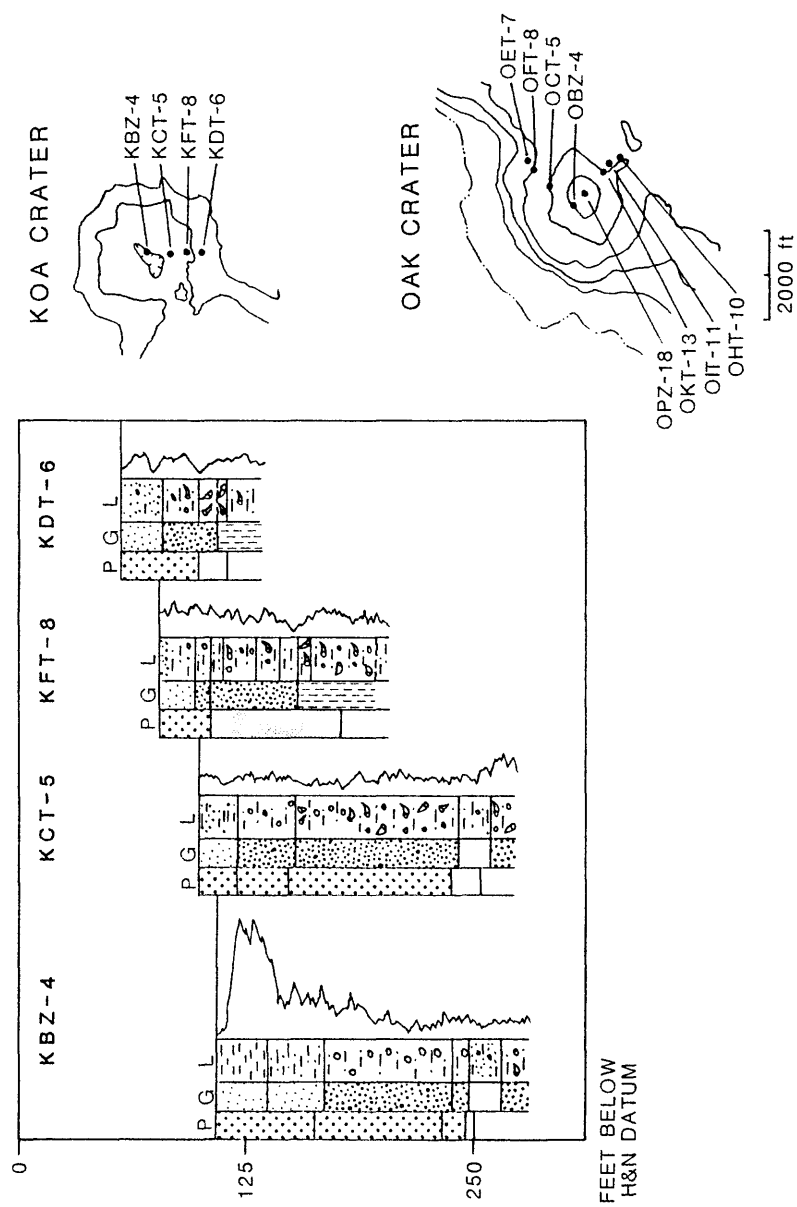 KBZ-4
KCT-5
KFT-8
KDT-6
P G L
P G L
P G L
P G L
0
125
250
FEET BELOW
H&N DATUM
KOA CRATER
KBZ-4
KCT-5
KFT-8
KDT-6
OAK CRATER
OET-7
OFT-8
OCT-5
OBZ-4
OPZ-18
OKT-13
OIT-11
OHT-10
2000 ft